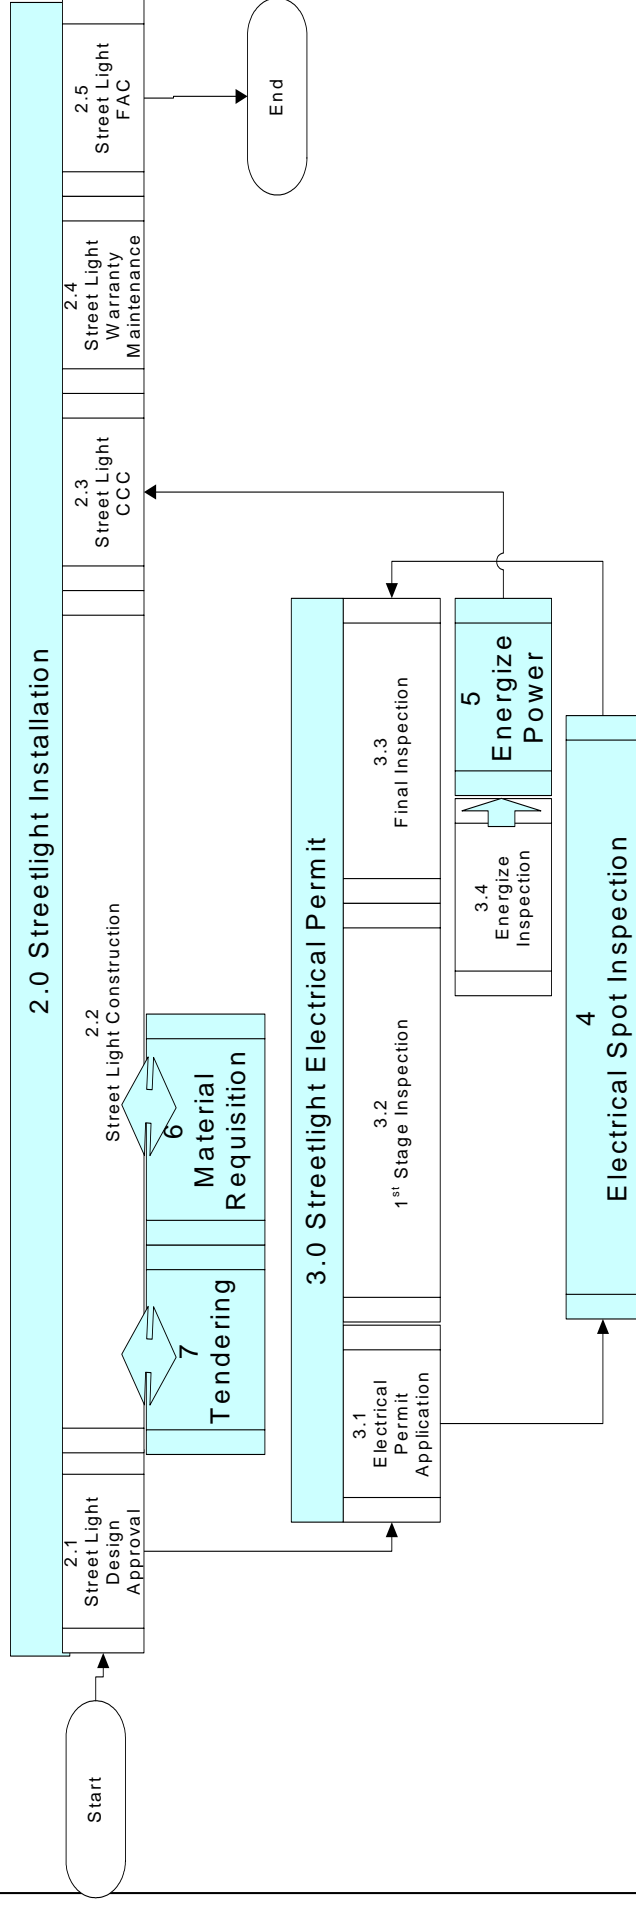 2.0 Streetlight Installation
Start
2.1
Street Light
Design
Approval
2.2
Street Light Construction
2.3
Street Light
CCC
2.4
Street Light
Warranty
Maintenance
2.5
Street Light
FAC
End
7
Tendering
6
Material
Requisition
3.0 Streetlight Electrical Permit
3.1
Electrical
Permit
Application
3.2
1st Stage Inspection
3.3
Final Inspection
3.4
Energize
Inspection
5
Energize
Power
4
Electrical Spot Inspection